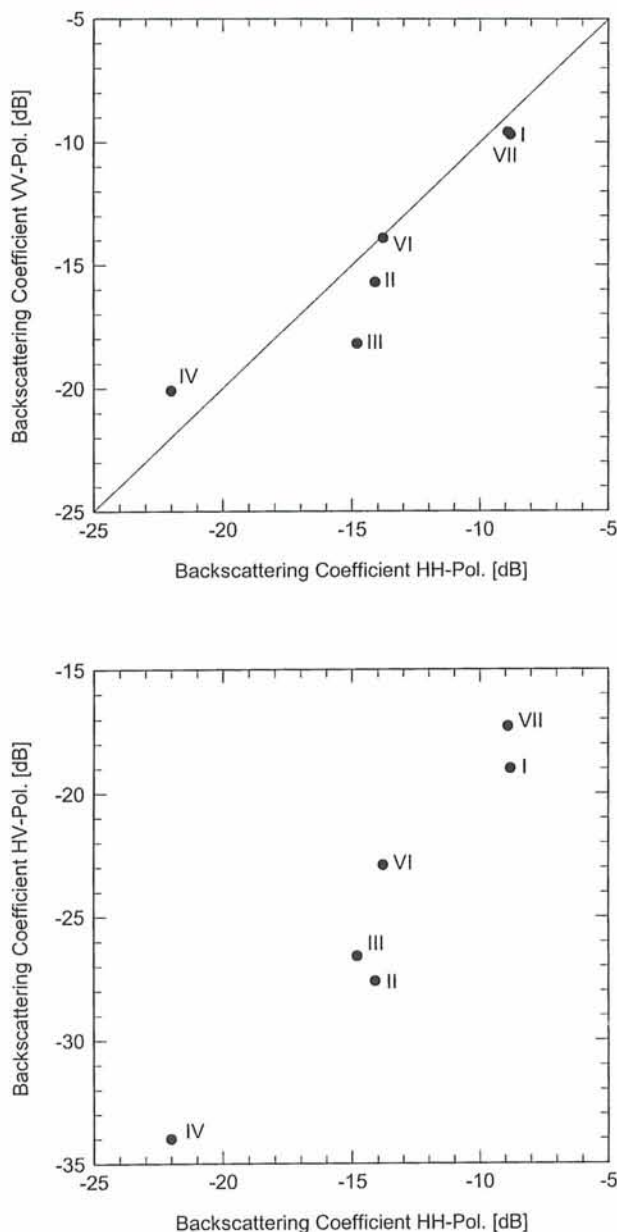 -5
-10
-15
-20
-25
-25
-20
-15
-10
-5
Backscattering Coefficient VV-Pol. [dB]
I
VII
VI
II
III
IV
Backscattering Coefficient HH-Pol. [dB]
-15
-20
-25
-30
-35
-25
-20
-15
-10
-5
Backscattering Coefficient HV-Pol. [dB]
VII
I
VI
III
II
IV
Backscattering Coefficient HH-Pol. [dB]